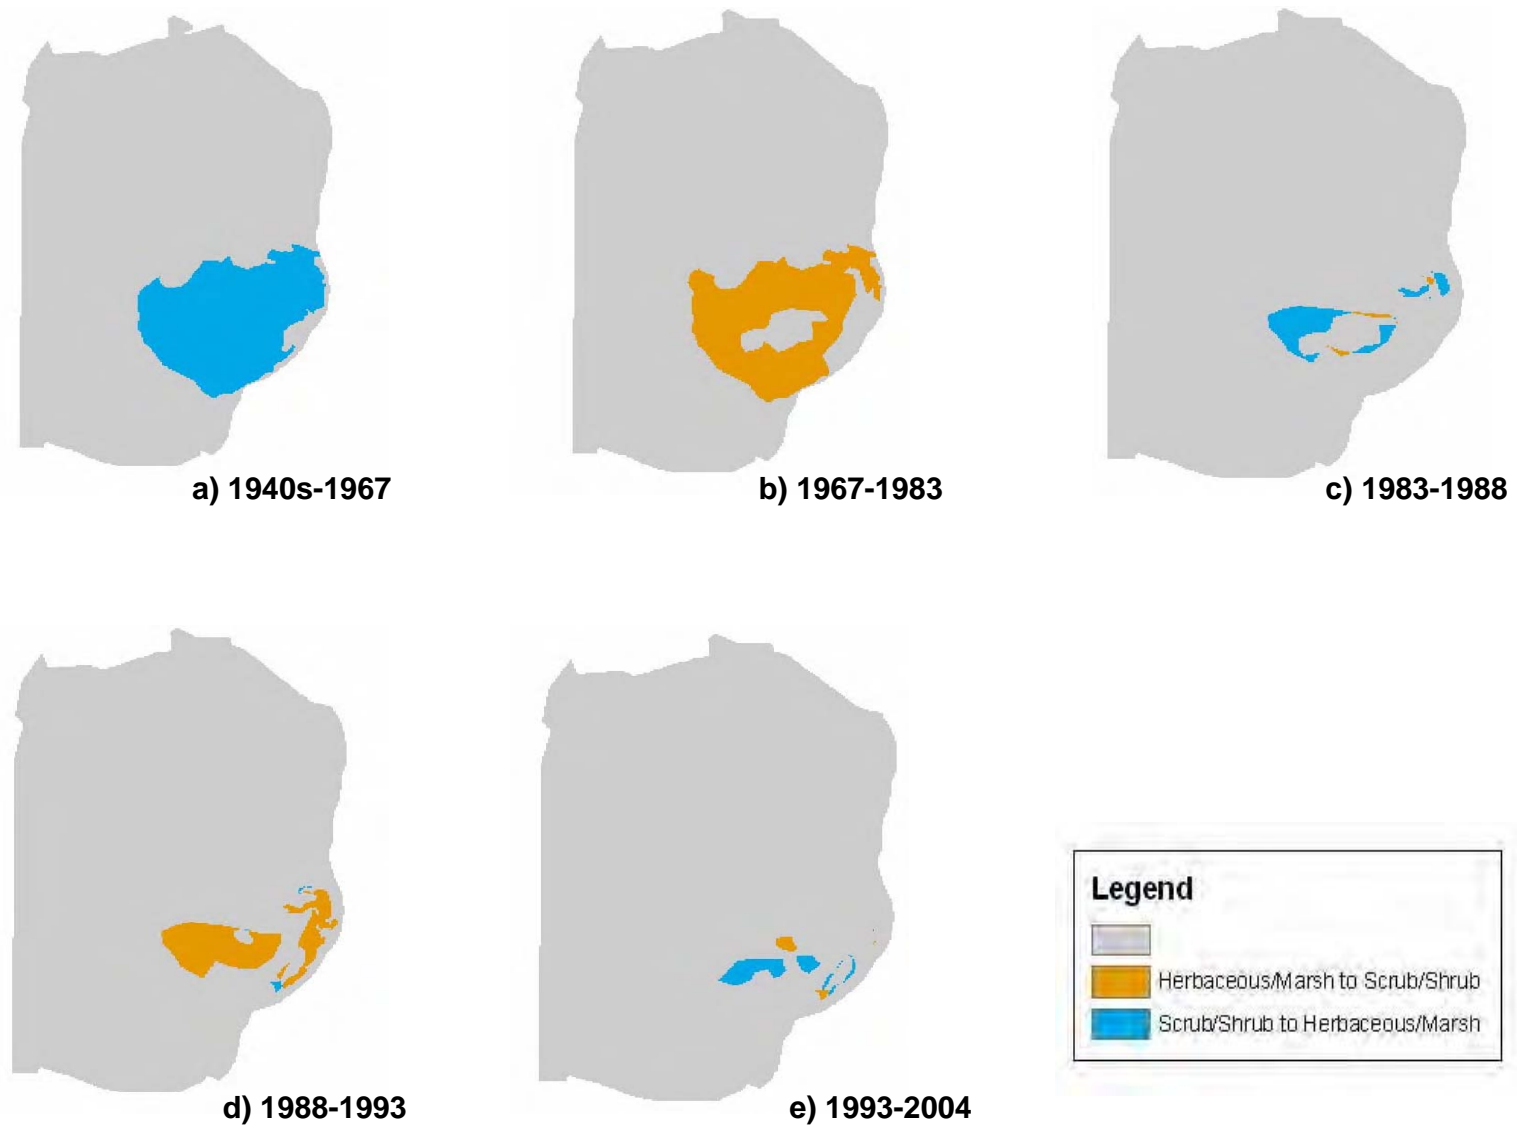 a) 1940s-1967
b) 1967-1983
c) 1983-1988
d) 1988-1993
e) 1993-2004
Legend
Herbaceous/Marsh to Scrub/Shrub
Scrub/Shrub to Herbaceous/Marsh